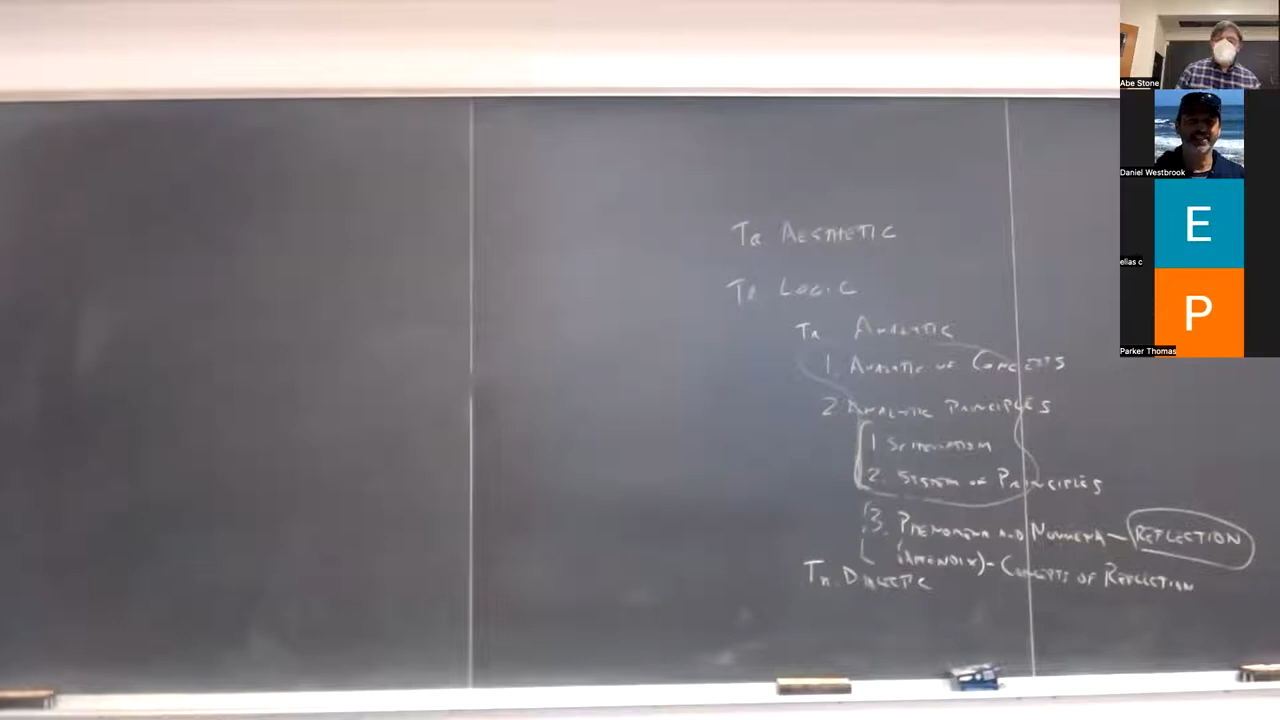 Tr AESTHETIC
Tr LOGIC
Tr ANALYTIC
1. ANALYTIC OF CONCEPTS
2. ANALYTIC PRINCIPLES
1 SCHEMATISM
2. SYSTEM OF PRINCIPLES
3. PHENOMENA AND NOUMENA - REFLECTION
(APPENDIX) - CONCEPTS OF REFLECTION
Tr. DIALECTIC
Abe Stone
Daniel Westbrook
E
elias c
P
Parker Thomas